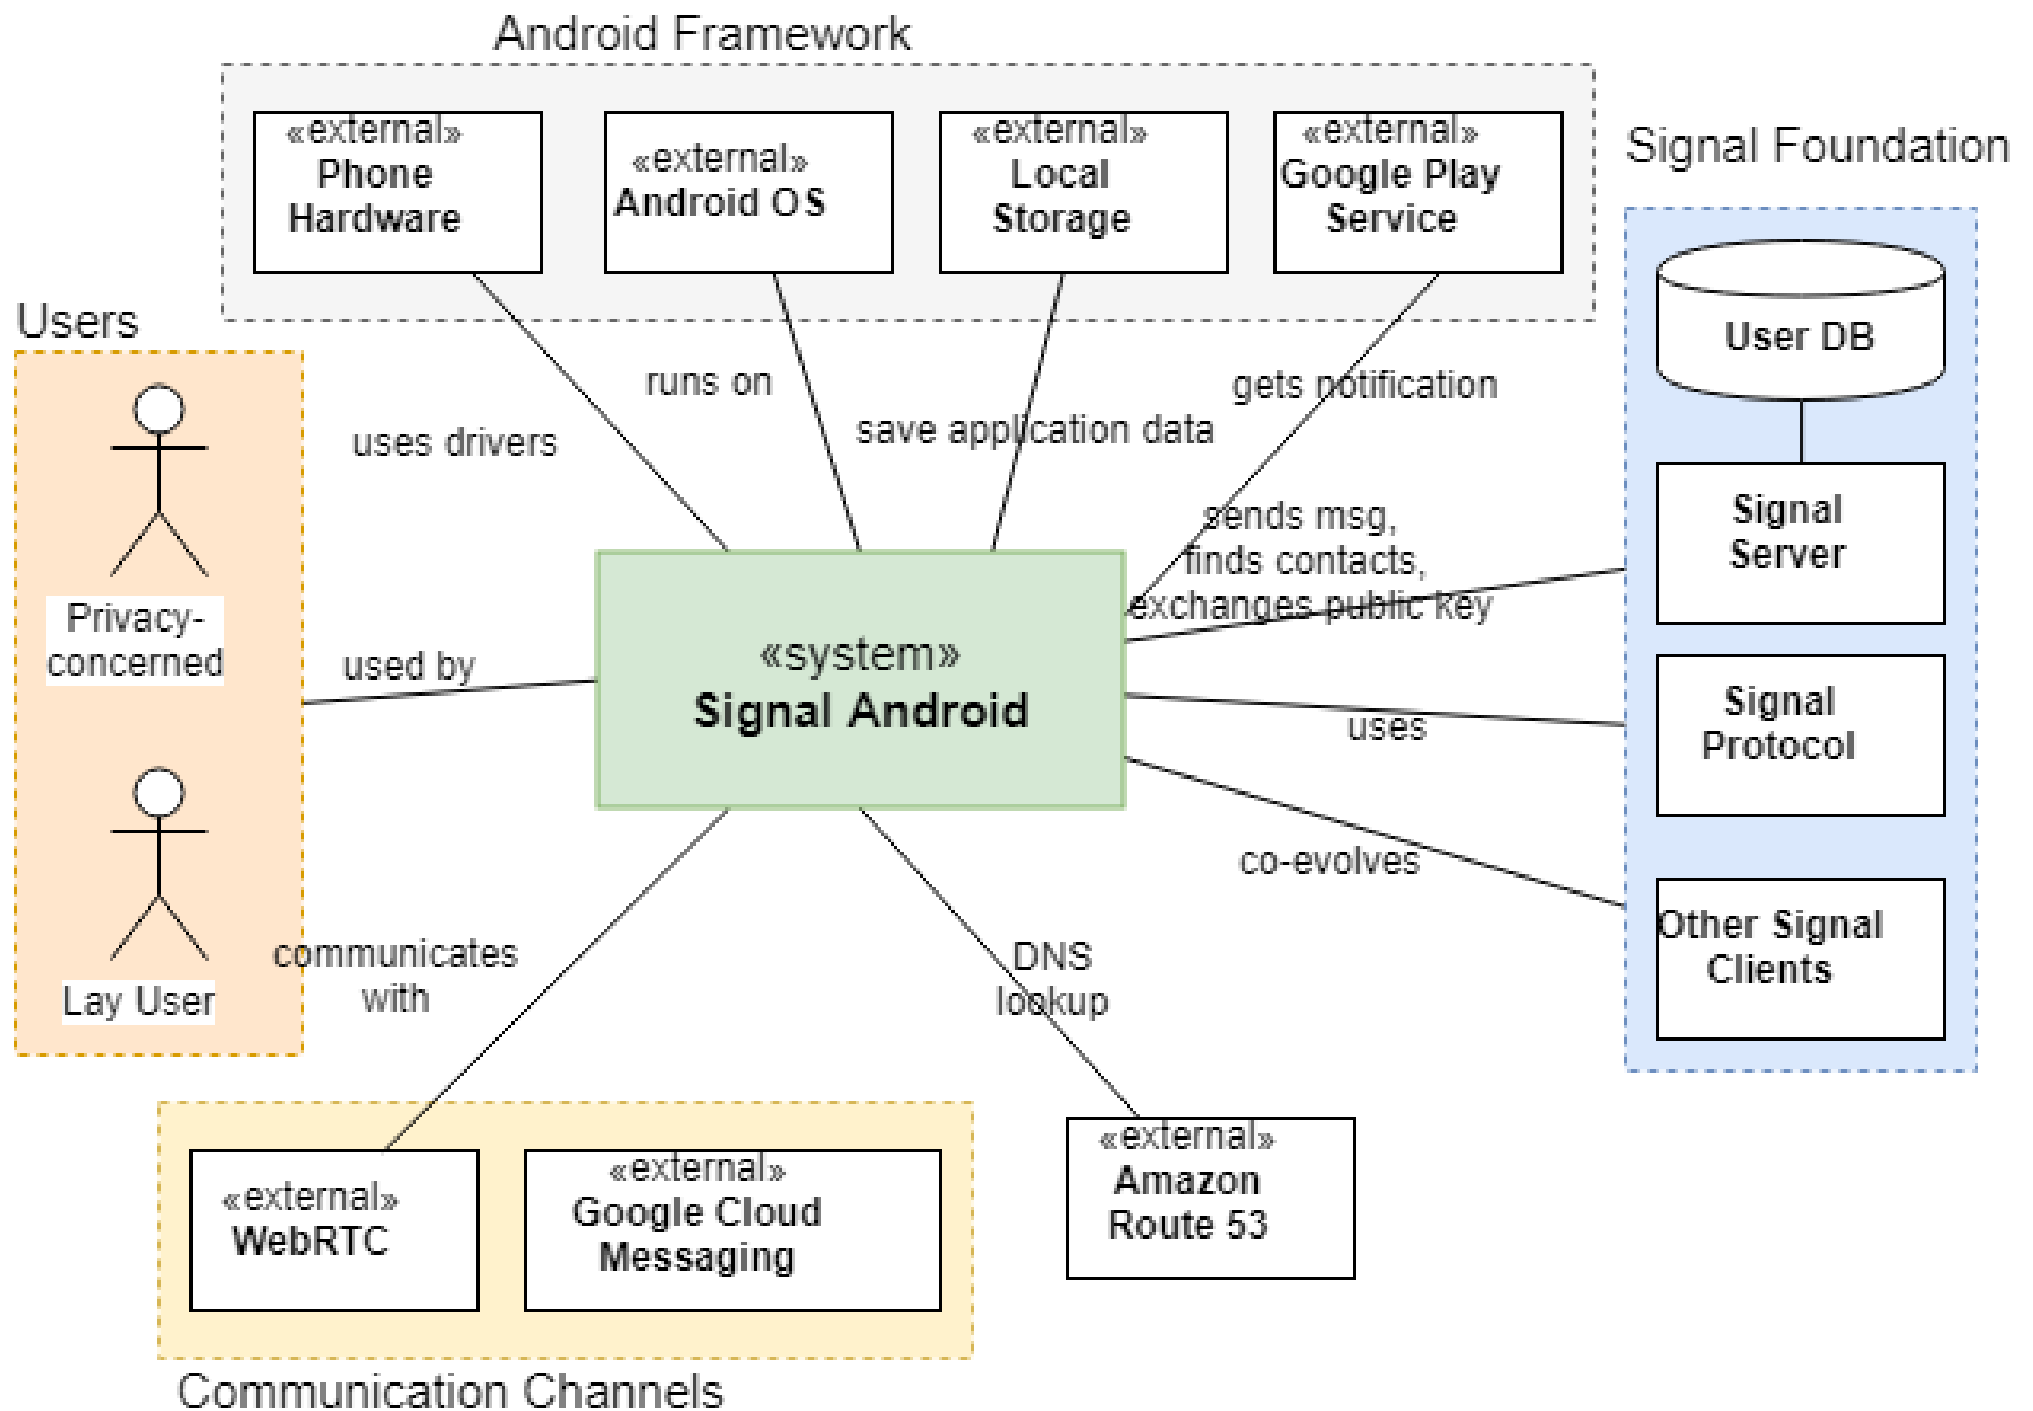 Android Framework
«external»
Phone
Hardware
«external»
Android OS
«external»
Local
Storage
«external»
Google Play
Service
Signal Foundation
User DB
Signal
Server
Signal
Protocol
Other Signal
Clients
Users
Privacy-
concerned
Lay User
uses drivers
runs on
save application data
gets notification
sends msg,
finds contacts,
exchanges public key
used by
«system»
Signal Android
uses
co-evolves
communicates
with
DNS
lookup
«external»
WebRTC
«external»
Google Cloud
Messaging
«external»
Amazon
Route 53
Communication Channels